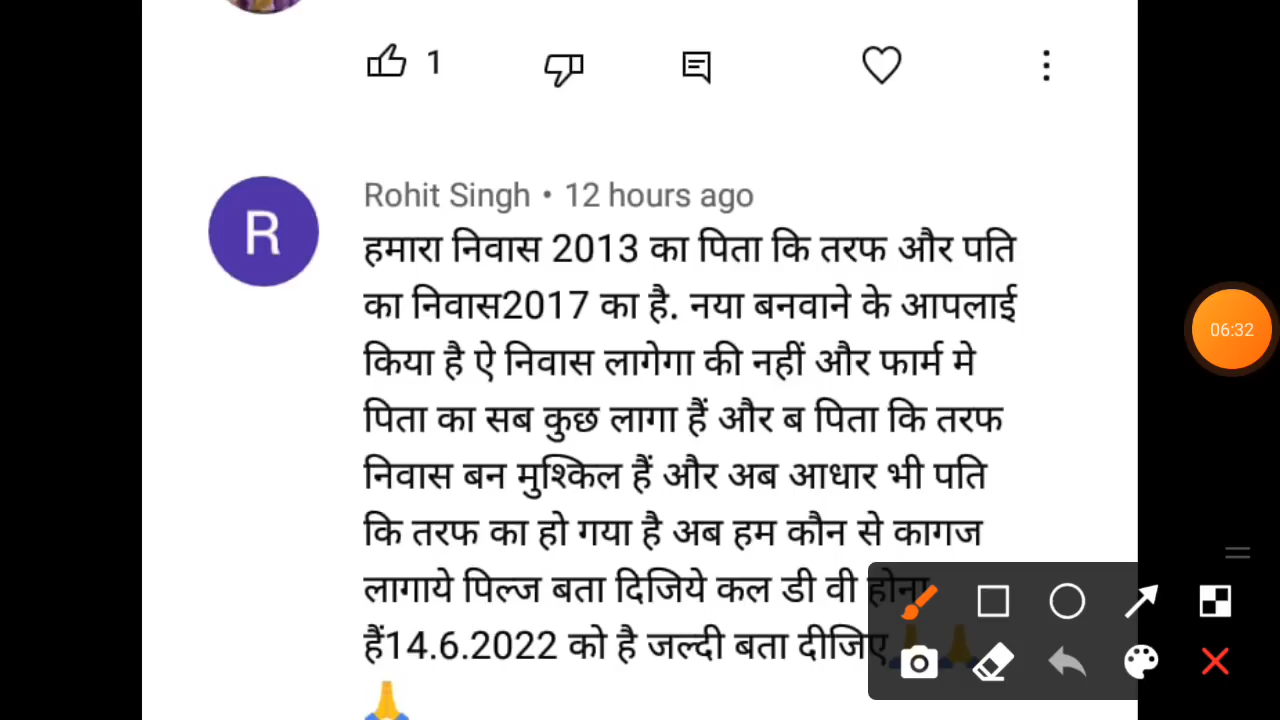 1
R
Rohit Singh • 12 hours ago
हमारा निवास 2013 का पिता कि तरफ और पति
का निवास2017 का है. नया बनवाने के आपलाई
किया है ऐ निवास लागेगा की नहीं और फार्म मे
पिता का सब कुछ लागा हैं और ब पिता कि तरफ
निवास बन मुश्किल हैं और अब आधार भी पति
कि तरफ का हो गया है अब हम कौन से कागज
लागाये पिल्ज बता दिजिये कल डी वी होना
हैं14.6.2022 को है जल्दी बता दीजिए
06:32